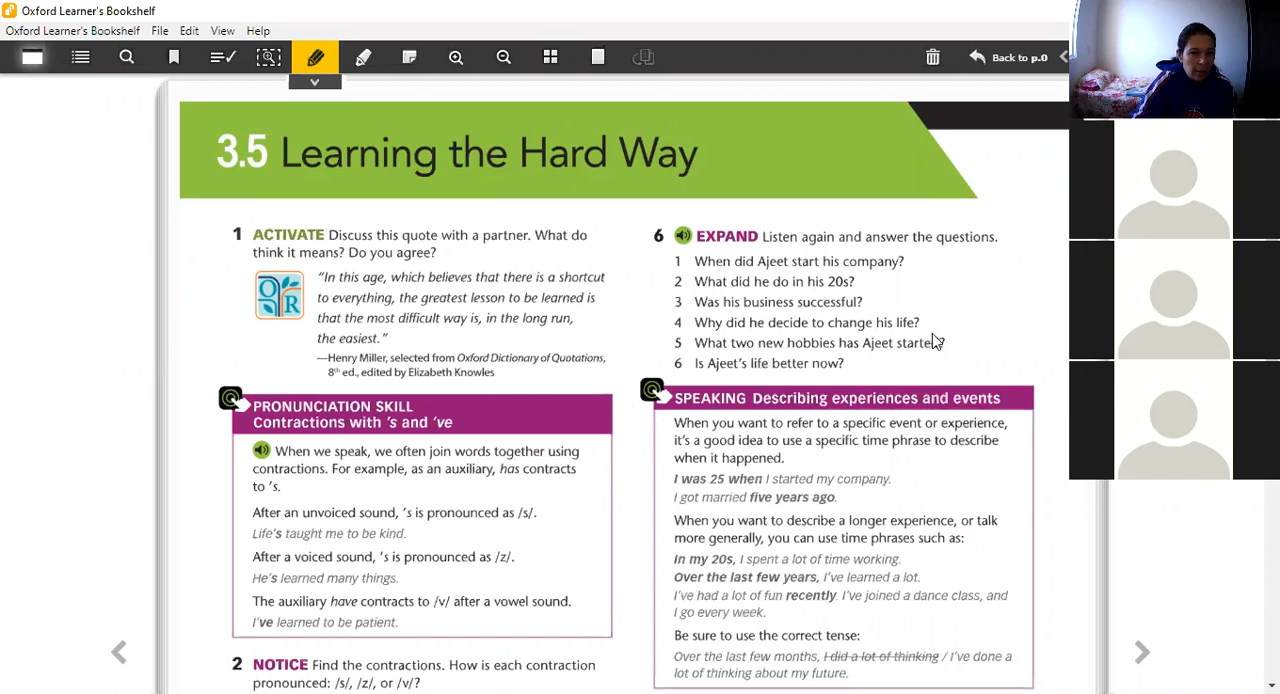 Oxford Learner's Bookshelf
Oxford Learner's Bookshelf File Edit View Help
Back to p.0
3.5 Learning the Hard Way
1 ACTIVATE Discuss this quote with a partner. What do
think it means? Do you agree?
OR
"In this age, which believes that there is a shortcut
to everything, the greatest lesson to be learned is
that the most difficult way is, in the long run,
the easiest."
—Henry Miller, selected from Oxford Dictionary of Quotations,
8th ed., edited by Elizabeth Knowles
PRONUNCIATION SKILL
Contractions with 's and 've
When we speak, we often join words together using
contractions. For example, as an auxiliary, has contracts
to 's.
After an unvoiced sound, 's is pronounced as /s/.
Life's taught me to be kind.
After a voiced sound, 's is pronounced as /z/.
He's learned many things.
The auxiliary have contracts to /v/ after a vowel sound.
I've learned to be patient.
2 NOTICE Find the contractions. How is each contraction
pronounced: /s/, /z/, or /v/?
6 EXPAND Listen again and answer the questions.
1 When did Ajeet start his company?
2 What did he do in his 20s?
3 Was his business successful?
4 Why did he decide to change his life?
5 What two new hobbies has Ajeet started?
6 Is Ajeet's life better now?
SPEAKING Describing experiences and events
When you want to refer to a specific event or experience,
it's a good idea to use a specific time phrase to describe
when it happened.
I was 25 when I started my company.
I got married five years ago.
When you want to describe a longer experience, or talk
more generally, you can use time phrases such as:
In my 20s, I spent a lot of time working.
Over the last few years, I've learned a lot.
I've had a lot of fun recently. I've joined a dance class, and
I go every week.
Be sure to use the correct tense:
Over the last few months, I did a lot of thinking / I've done a
lot of thinking about my future.